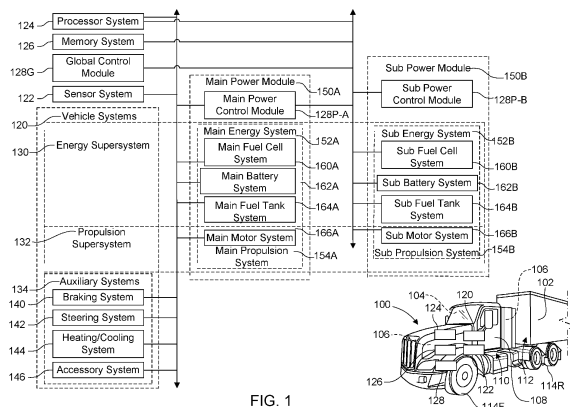 124 Processor System
126 Memory System
128G Global Control Module
122 Sensor System
120 Vehicle Systems
130 Energy Supersystem
132 Propulsion Supersystem
134 Auxiliary Systems
140 Braking System
142 Steering System
144 Heating/Cooling System
146 Accessory System
Main Power Module 150A
Main Power Control Module 128P-A
Main Energy System 152A
Main Fuel Cell System 160A
Main Battery System 162A
Main Fuel Tank System 164A
Main Motor System 166A
Main Propulsion System 154A
Sub Power Module 150B
Sub Power Control Module 128P-B
Sub Energy System 152B
Sub Fuel Cell System 160B
Sub Battery System 162B
Sub Fuel Tank System 164B
Sub Motor System 166B
Sub Propulsion System 154B
100
104
120
106
102
124
106
126
128
122
110
112
108
114R
114F
FIG. 1